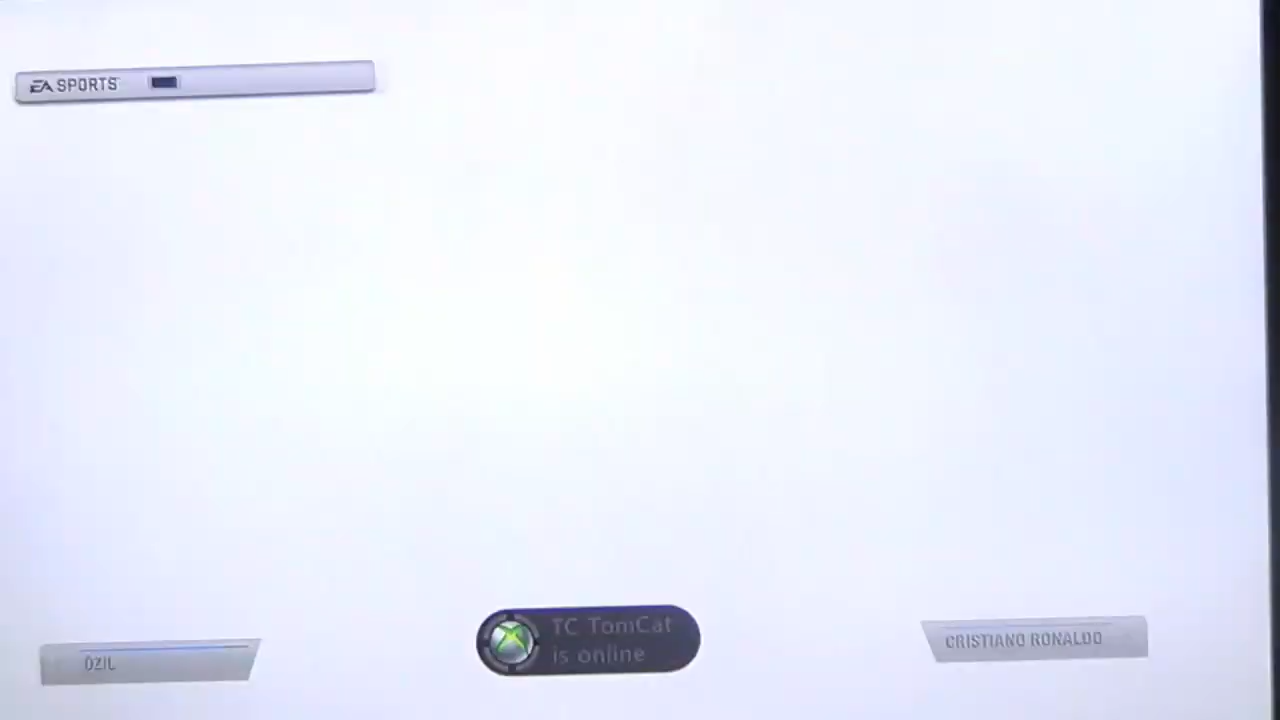 EA SPORTS
TC TomCat
is online
ÖZIL
CRISTIANO RONALDO